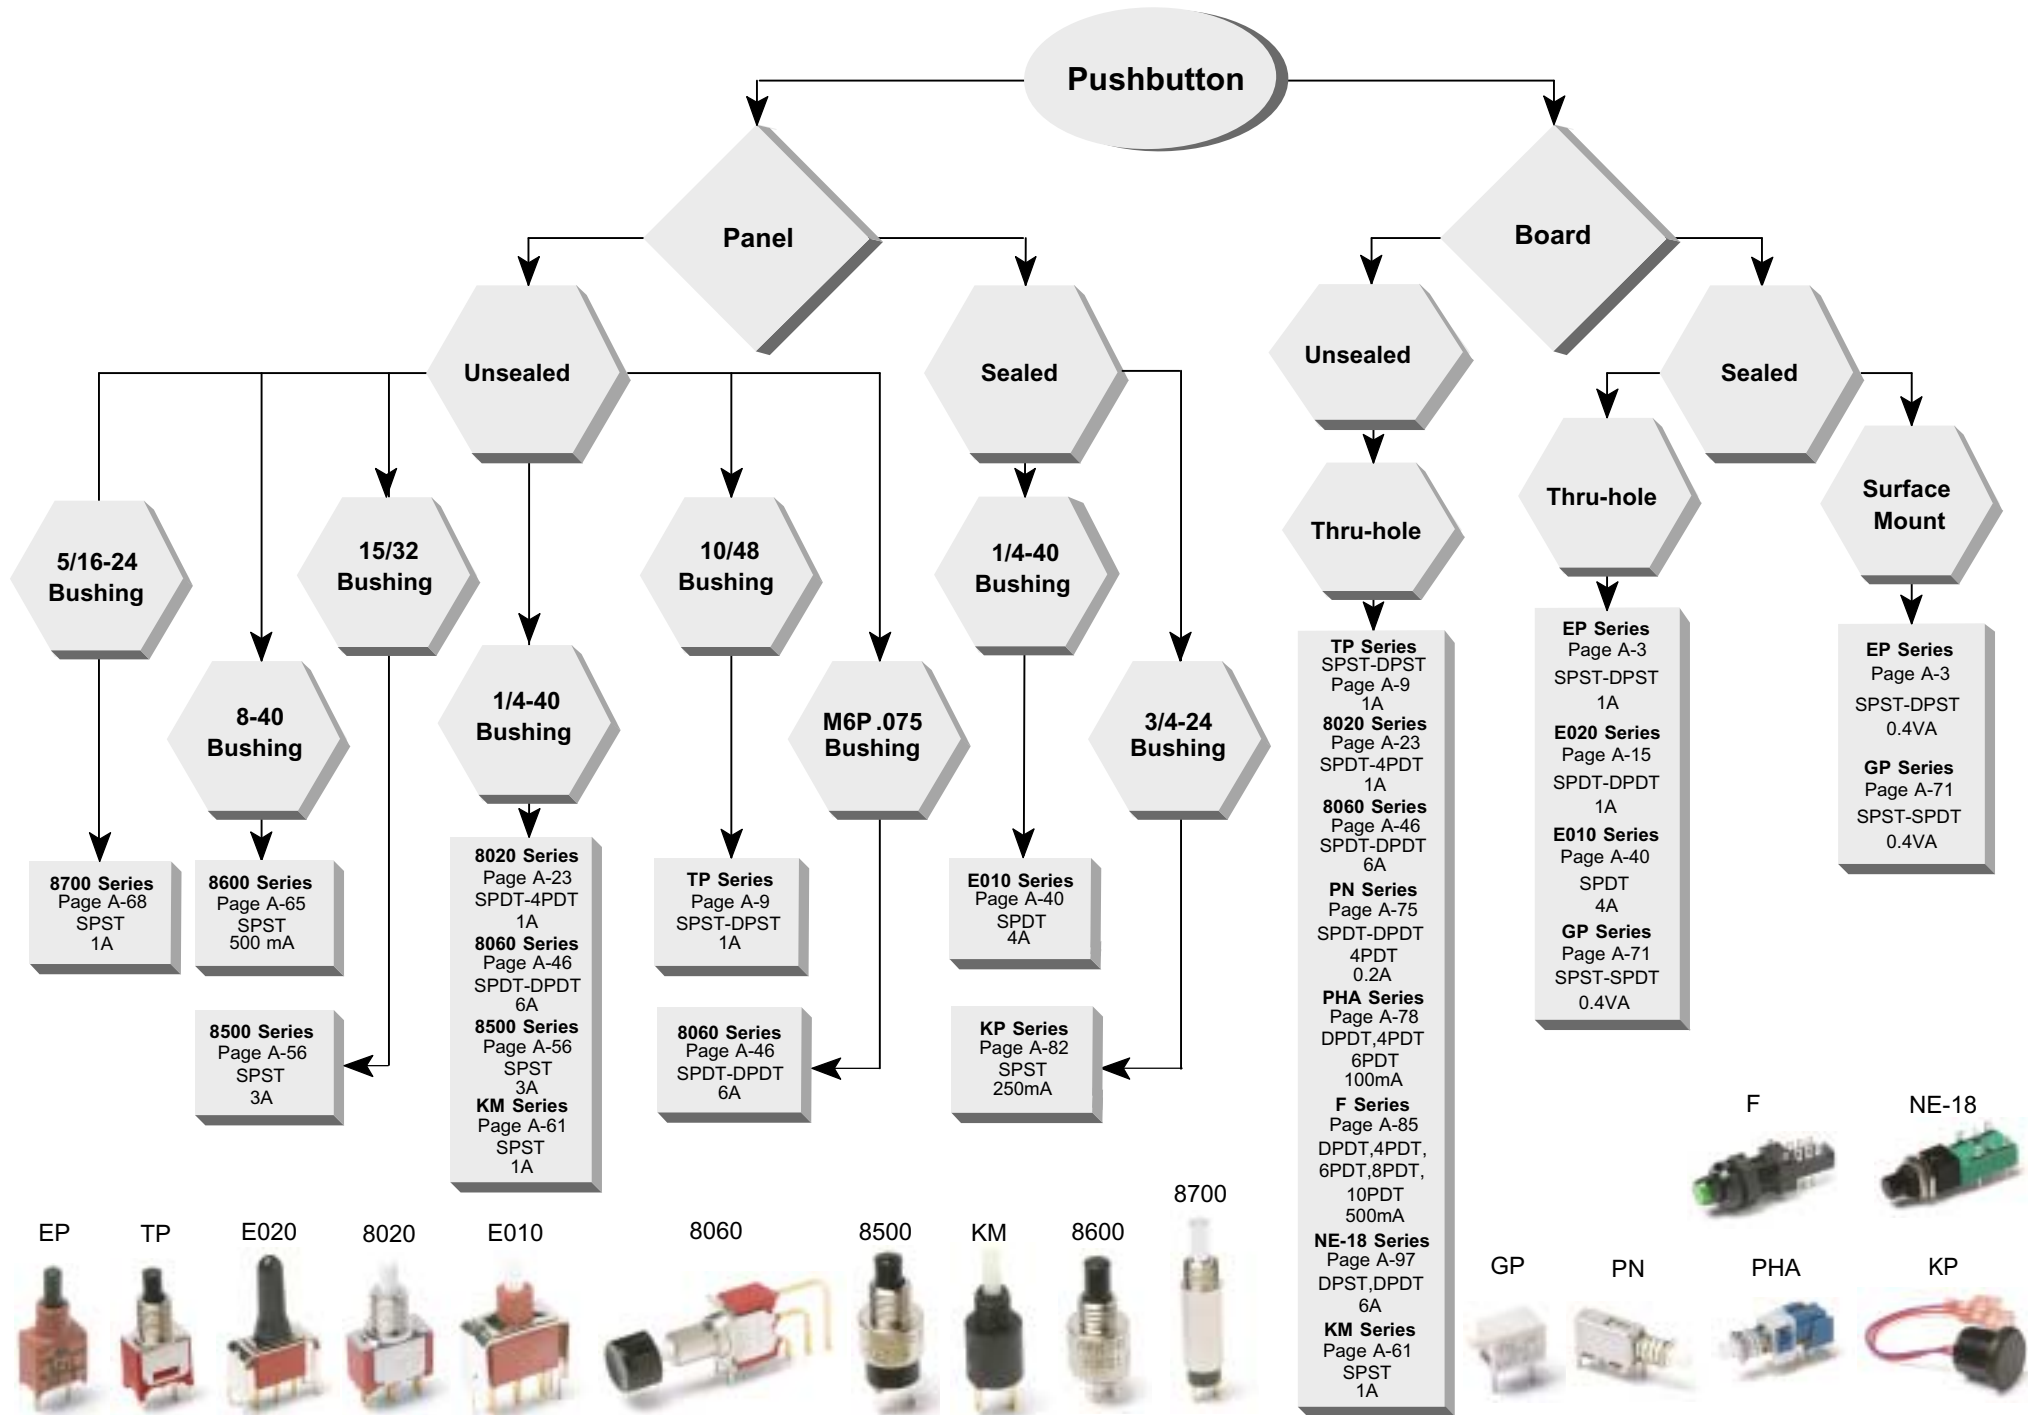 Pushbutton
Panel
Board
Unsealed
Sealed
Unsealed
Sealed
5/16-24
Bushing
8-40
Bushing
15/32
Bushing
1/4-40
Bushing
10/48
Bushing
M6P .075
Bushing
1/4-40
Bushing
3/4-24
Bushing
Thru-hole
Thru-hole
Surface
Mount
8700 Series
Page A-68
SPST
1A
8600 Series
Page A-65
SPST
500 mA
8500 Series
Page A-56
SPST
3A
8020 Series
Page A-23
SPDT-4PDT
1A
8060 Series
Page A-46
SPDT-DPDT
6A
8500 Series
Page A-56
SPST
3A
KM Series
Page A-61
SPST
1A
TP Series
Page A-9
SPST-DPST
1A
8060 Series
Page A-46
SPDT-DPDT
6A
E010 Series
Page A-40
SPDT
4A
KP Series
Page A-82
SPST
250mA
TP Series
SPST-DPST
Page A-9
1A
8020 Series
Page A-23
SPDT-4PDT
1A
8060 Series
Page A-46
SPDT-DPDT
6A
PN Series
Page A-75
SPDT-DPDT
4PDT
0.2A
PHA Series
Page A-78
DPDT,4PDT
6PDT
100mA
F Series
Page A-85
DPDT,4PDT,
6PDT,8PDT,
10PDT
500mA
NE-18 Series
Page A-97
DPST,DPDT
6A
KM Series
Page A-61
SPST
1A
EP Series
Page A-3
SPST-DPST
1A
E020 Series
Page A-15
SPDT-DPDT
1A
E010 Series
Page A-40
SPDT
4A
GP Series
Page A-71
SPST-SPDT
0.4VA
EP Series
Page A-3
SPST-DPST
0.4VA
GP Series
Page A-71
SPST-SPDT
0.4VA
F
NE-18
EP
TP
E020
8020
E010
8060
8500
KM
8600
8700
GP
PN
PHA
KP